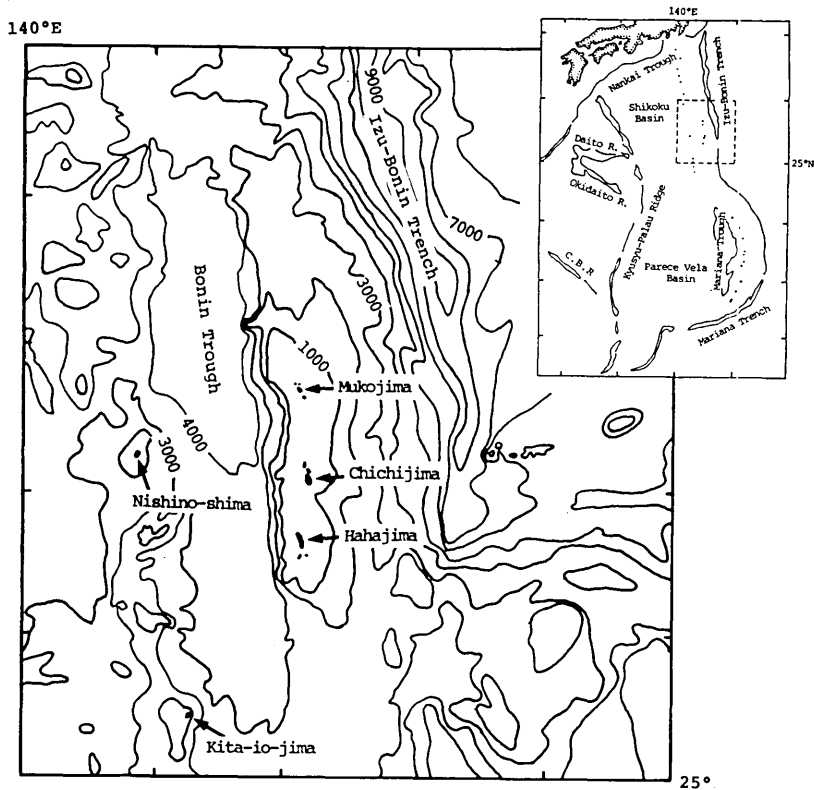 140°E
140°E
Nankai Trough
Izu-Bonin Trench
Shikoku
Basin
25°N
Daito R.
Okidaito R.
Kyusyu-Palau Ridge
C.B.R
Parece Vela
Basin
Mariana Trough
Mariana Trench
9000
Izu-Bonin Trench
7000
3000
Bonin Trough
1000
Mukojima
4000
3000
Chichijima
Nishino-shima
Hahajima
Kita-io-jima
25°